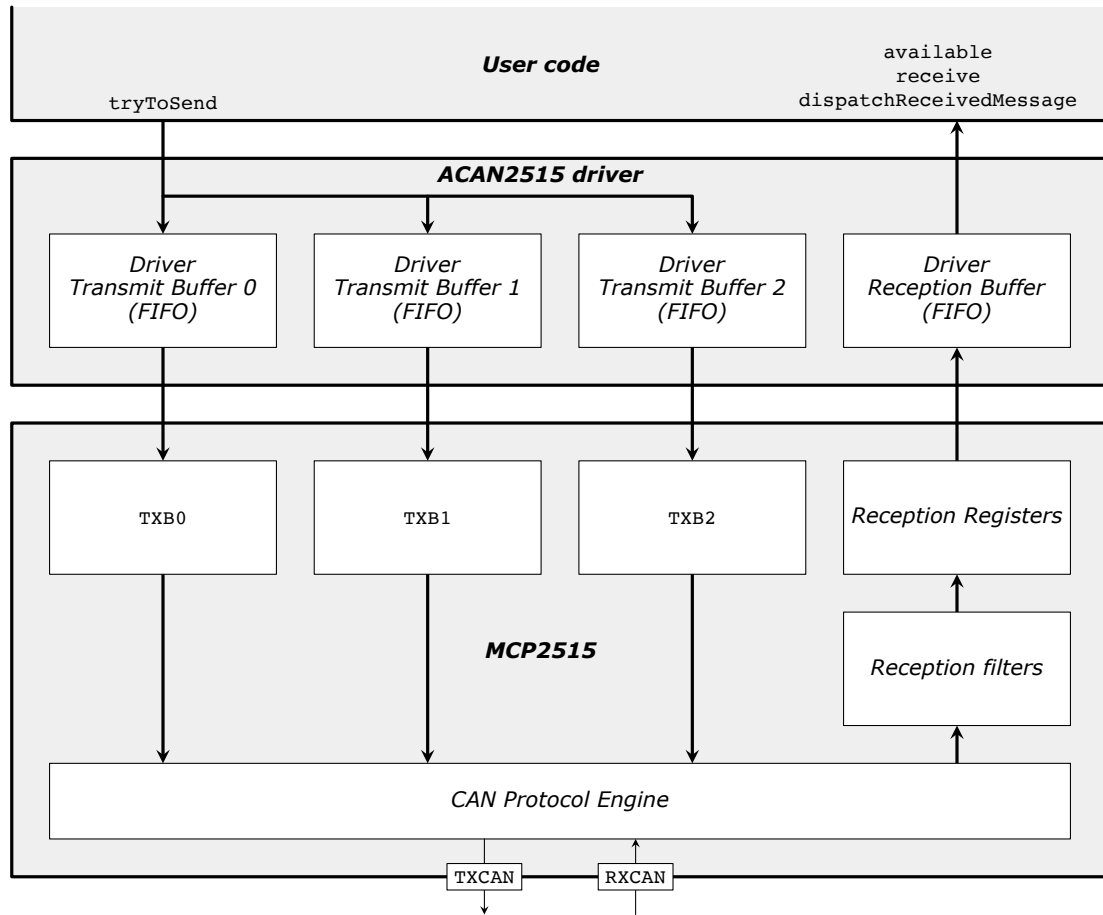 User code
tryToSend
available
receive
dispatchReceivedMessage
ACAN2515 driver
Driver
Transmit Buffer 0
(FIFO)
Driver
Transmit Buffer 1
(FIFO)
Driver
Transmit Buffer 2
(FIFO)
Driver
Reception Buffer
(FIFO)
TXB0
TXB1
TXB2
Reception Registers
MCP2515
Reception filters
CAN Protocol Engine
TXCAN
RXCAN